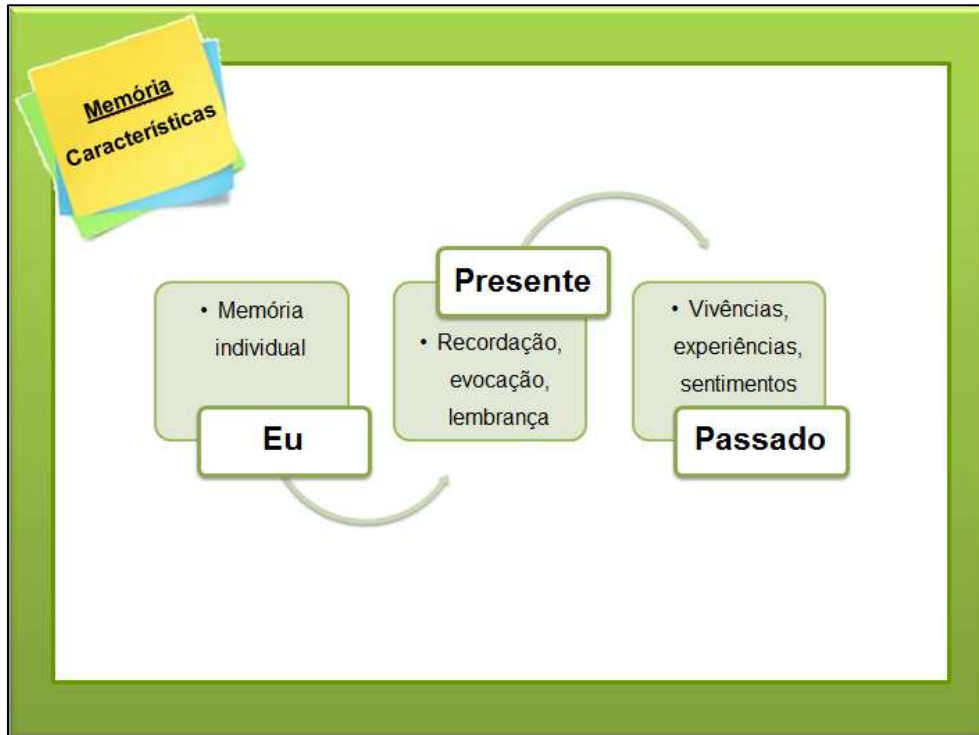 Memória
Características
• Memória
individual
Eu
Presente
• Recordação,
evocação,
lembrança
• Vivências,
experiências,
sentimentos
Passado